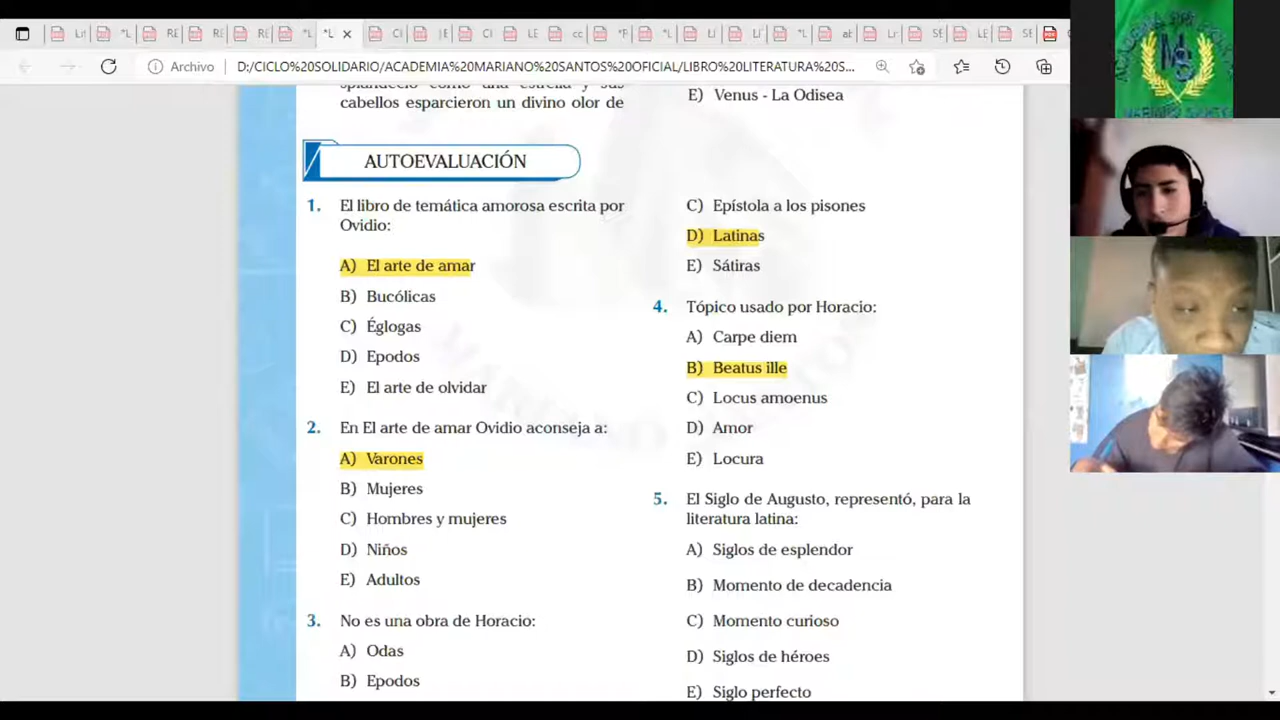 Archivo
D:/CICLO%20SOLIDARIO/ACADEMIA%20MARIANO%20SANTOS%20OFICIAL/LIBRO%20LITERATURA%20S...
cabellos esparcieron un divino olor de
E) Venus - La Odisea
AUTOEVALUACIÓN
1. El libro de temática amorosa escrita por
Ovidio:
A) El arte de amar
B) Bucólicas
C) Églogas
D) Epodos
E) El arte de olvidar
2. En El arte de amar Ovidio aconseja a:
A) Varones
B) Mujeres
C) Hombres y mujeres
D) Niños
E) Adultos
3. No es una obra de Horacio:
A) Odas
B) Epodos
C) Epístola a los pisones
D) Latinas
E) Sátiras
4. Tópico usado por Horacio:
A) Carpe diem
B) Beatus ille
C) Locus amoenus
D) Amor
E) Locura
5. El Siglo de Augusto, representó, para la
literatura latina:
A) Siglos de esplendor
B) Momento de decadencia
C) Momento curioso
D) Siglos de héroes
E) Siglo perfecto